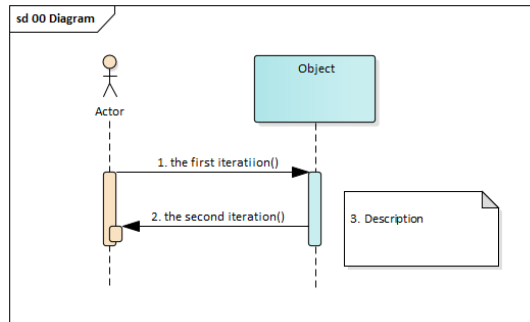 sd 00 Diagram
Object
Actor
1. the first iteratiion()
2. the second iteration()
3. Description